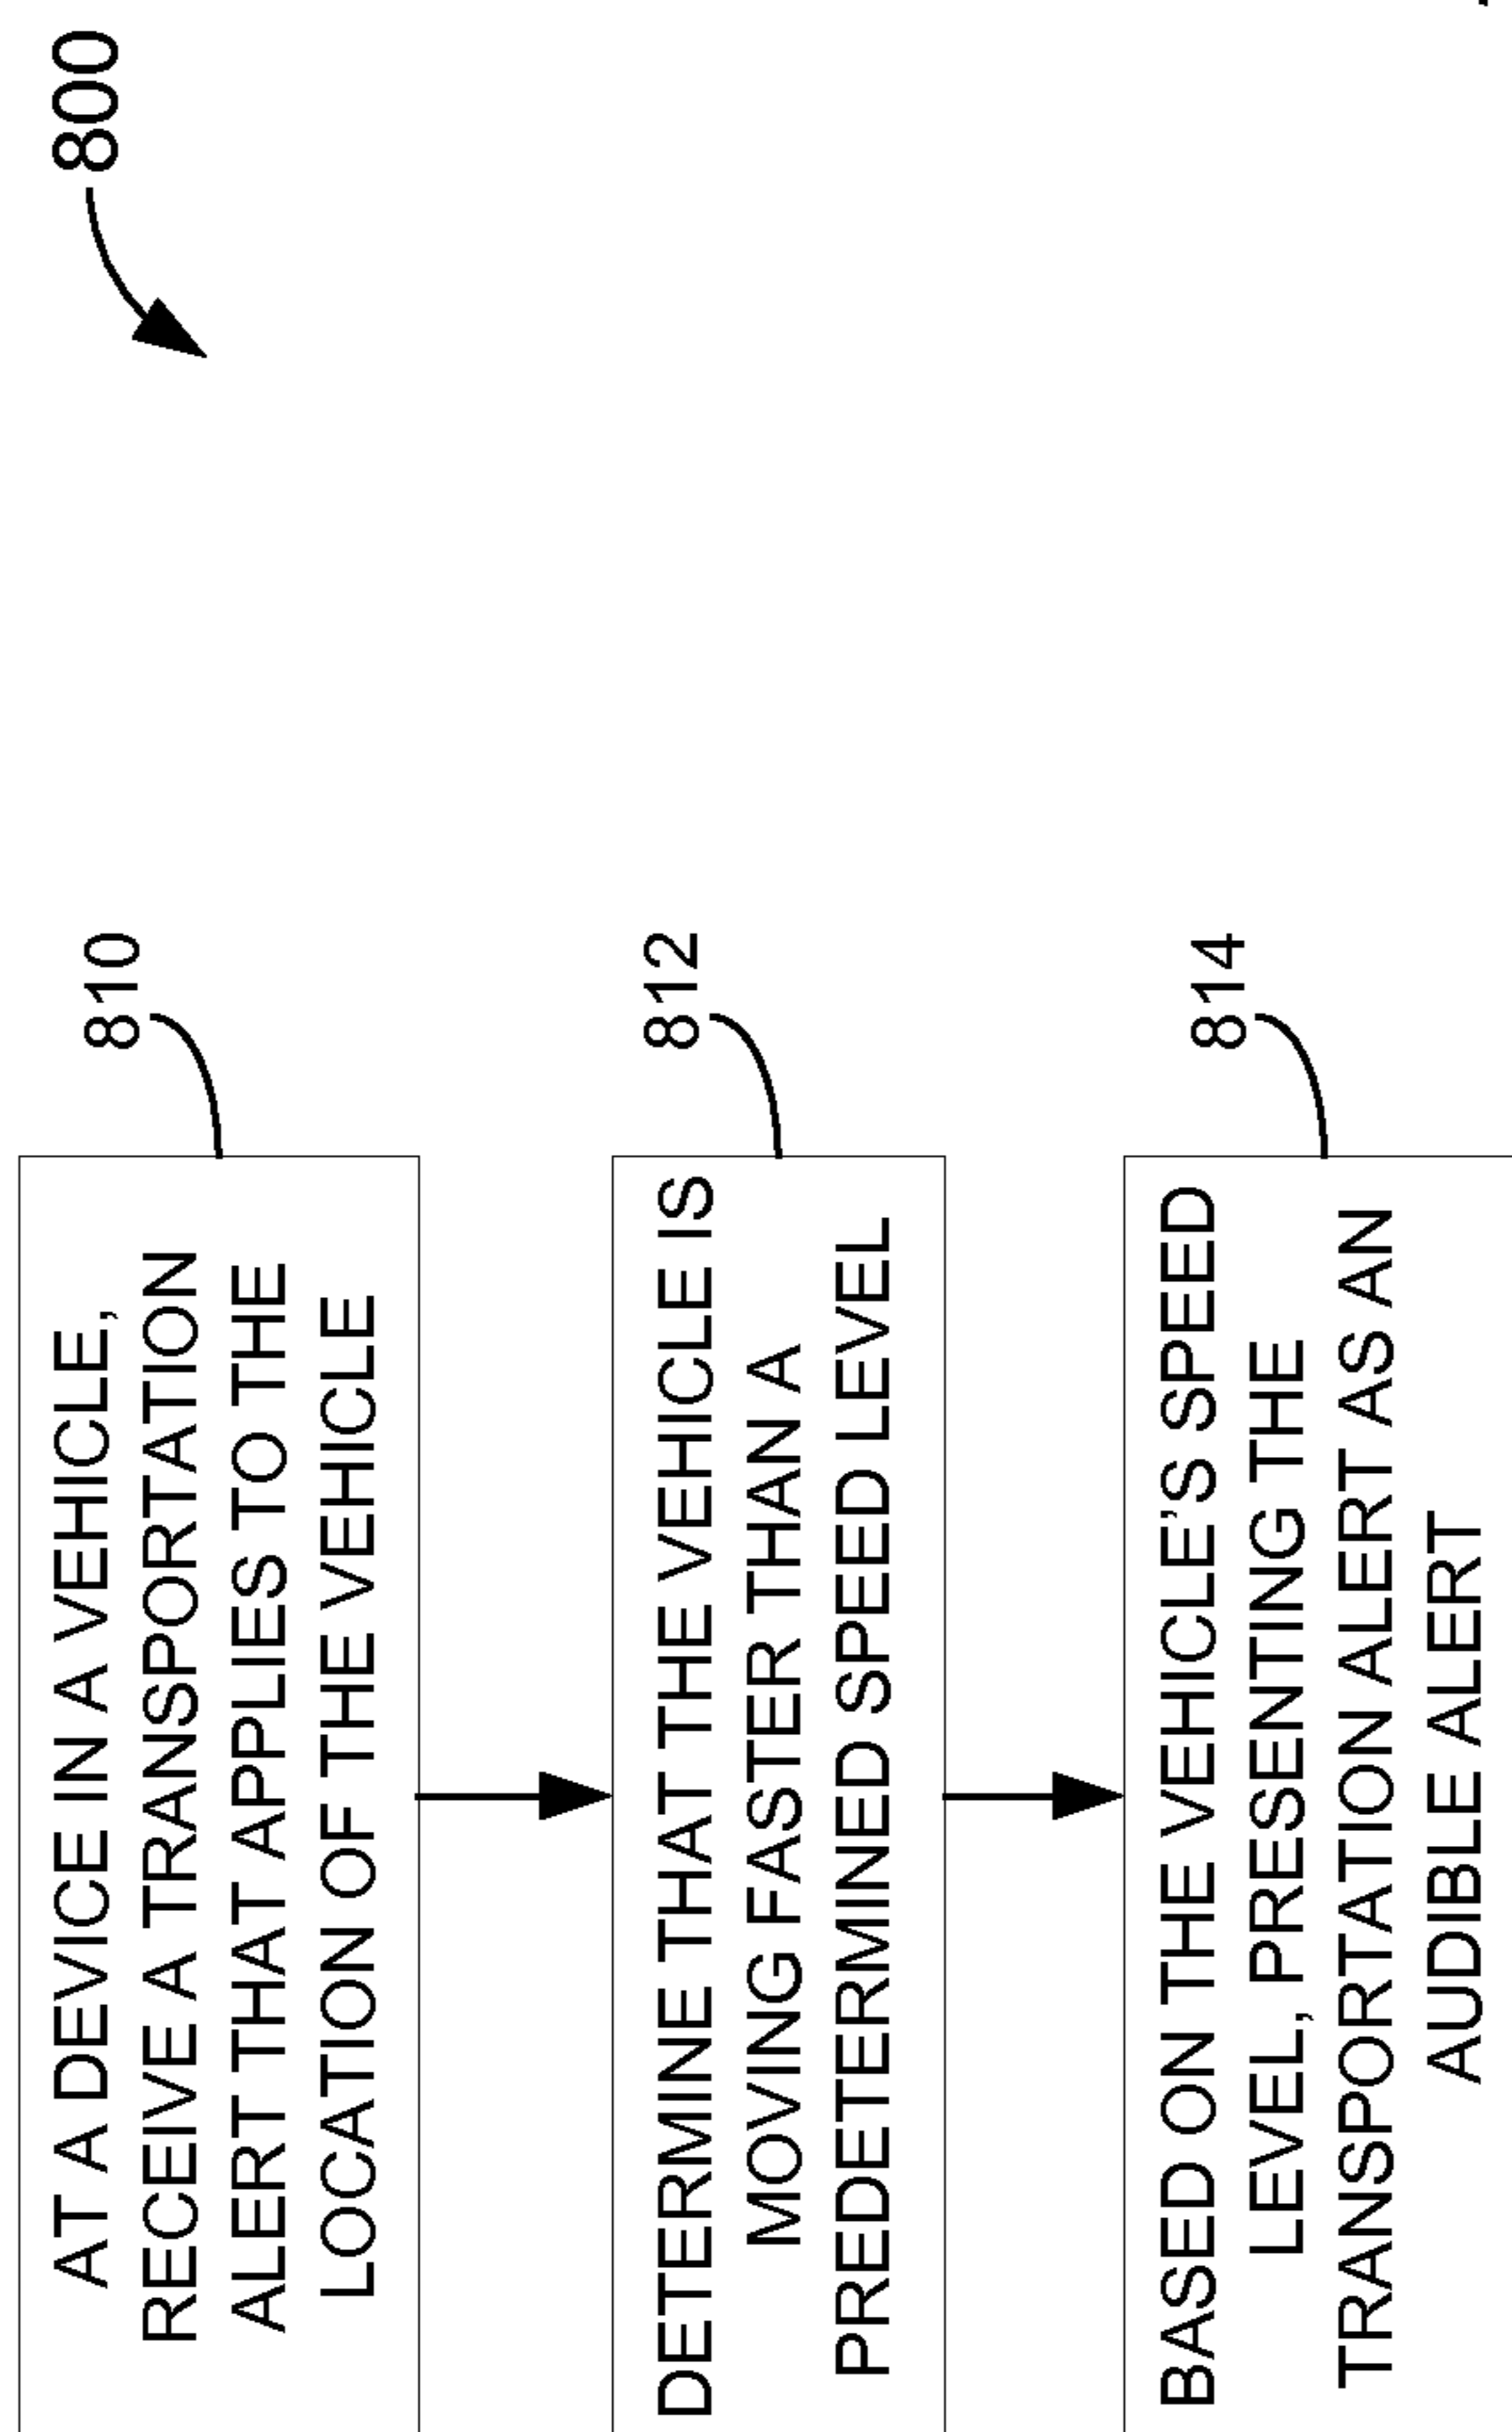 800
810
AT A DEVICE IN A VEHICLE,
RECEIVE A TRANSPORTATION
ALERT THAT APPLIES TO THE
LOCATION OF THE VEHICLE
812
DETERMINE THAT THE VEHICLE IS
MOVING FASTER THAN A
PREDETERMINED SPEED LEVEL
814
BASED ON THE VEHICLE'S SPEED
LEVEL, PRESENTING THE
TRANSPORTATION ALERT AS AN
AUDIBLE ALERT